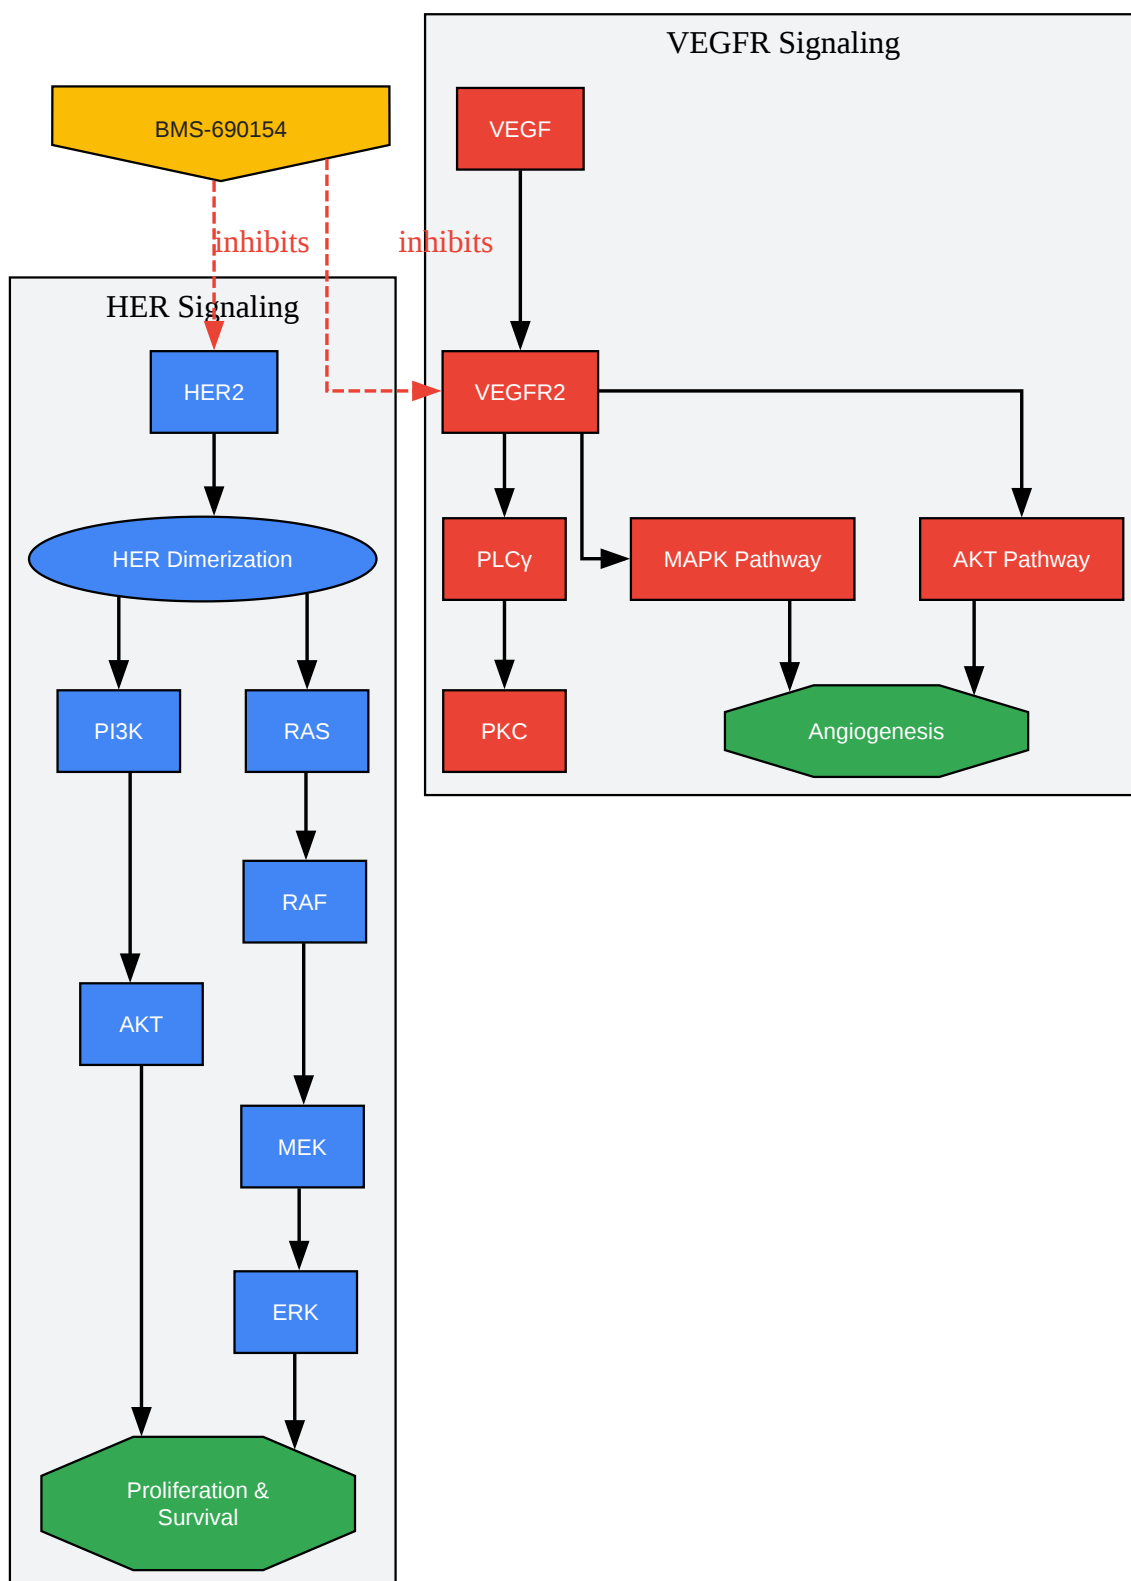 VEGFR Signaling
BMS-690154
VEGF
inhibits
inhibits
HER Signaling
HER2
VEGFR2
HER Dimerization
PLCγ
MAPK Pathway
AKT Pathway
PI3K
RAS
PKC
Angiogenesis
RAF
AKT
MEK
ERK
Proliferation &
Survival